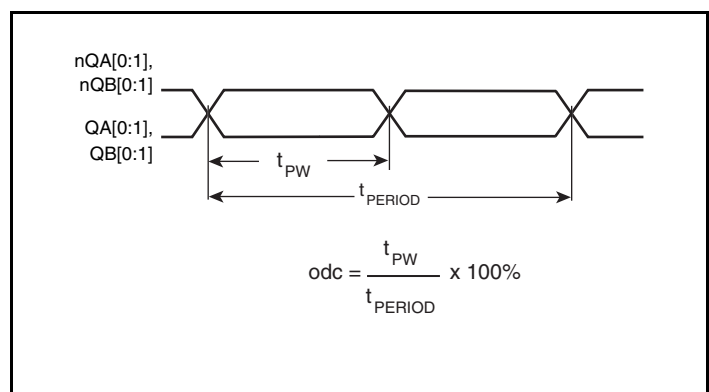 nQA[0:1],
nQB[0:1]
QA[0:1],
QB[0:1]
tPW
tPERIOD
odc = tPW / tPERIOD x 100%